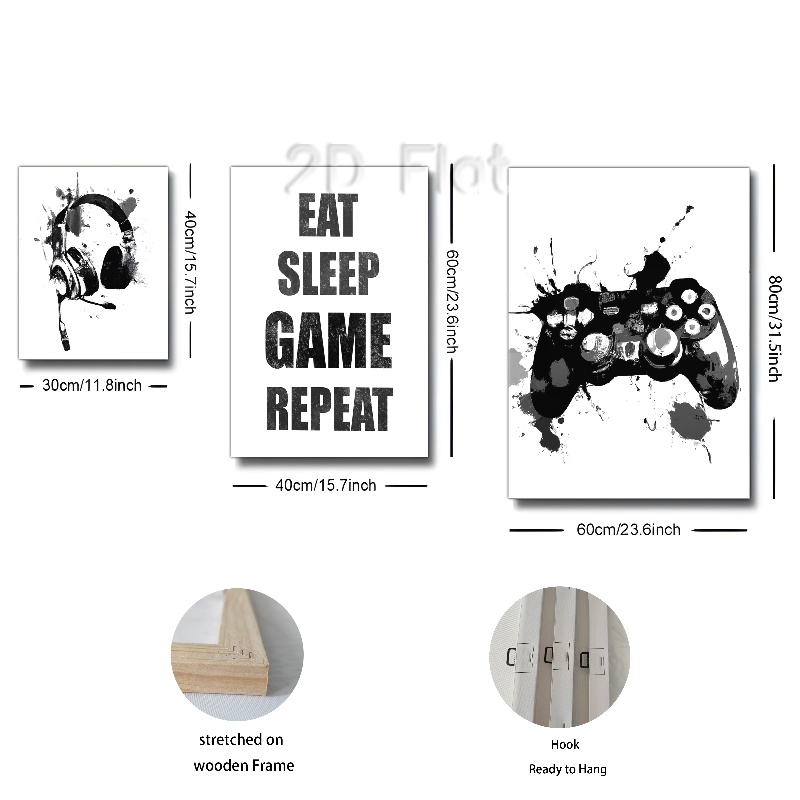 2D Flat
EAT
SLEEP
GAME
REPEAT
40cm/15.7inch
30cm/11.8inch
60cm/23.6inch
40cm/15.7inch
80cm/31.5inch
60cm/23.6inch
stretched on
wooden Frame
Hook
Ready to Hang